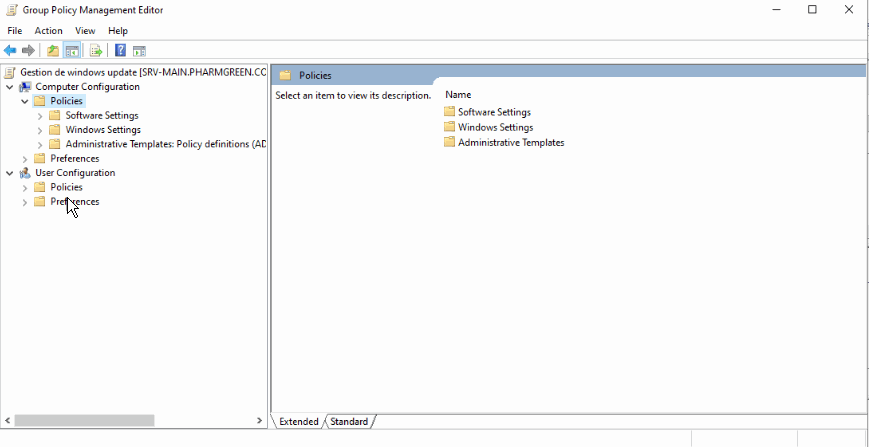 Group Policy Management Editor
File Action View Help
Gestion de windows update [SRV-MAIN.PHARMGREEN.CO
Computer Configuration
Policies
Software Settings
Windows Settings
Administrative Templates: Policy definitions (AD
Preferences
User Configuration
Policies
Preferences
Policies
Select an item to view its description.
Name
Software Settings
Windows Settings
Administrative Templates
Extended Standard